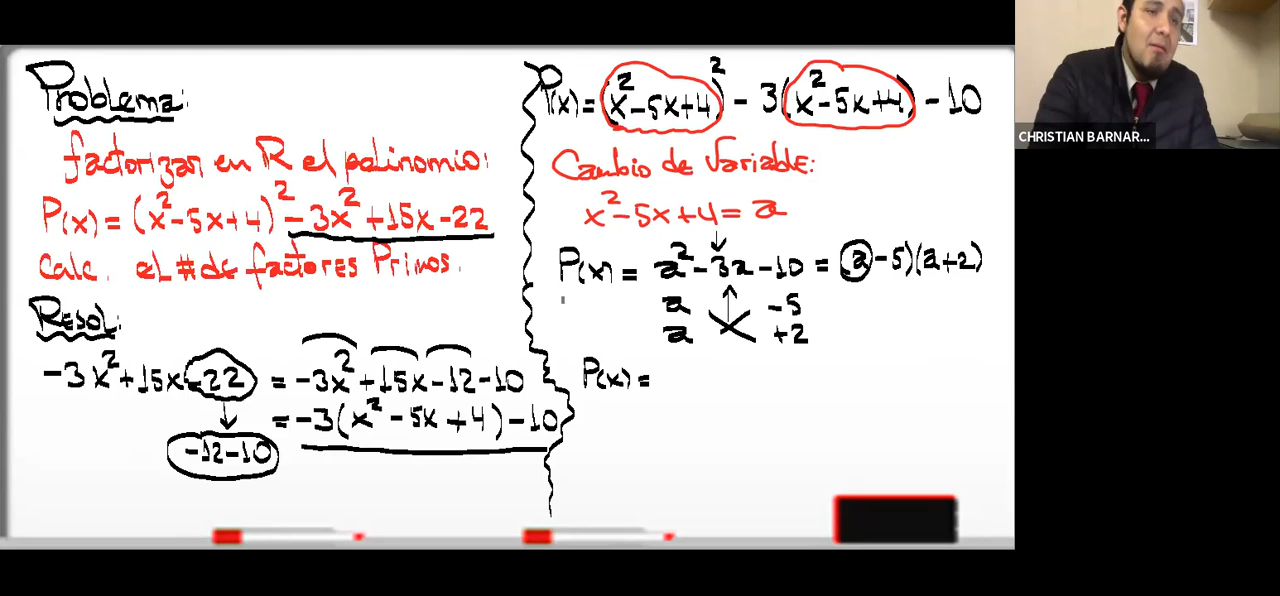 Problema:
factorizar en R el polinomio:
P(x) = (x²-5x+4)² -3x² +15x -22
Calc. el # de factores Primos.
Resol:
-3x²+15x-22 = -3x²+15x-12-10
= -3(x²-5x+4)-10
-12-10
P(x) = (x²-5x+4)² - 3(x²-5x+4) - 10
Cambio de Variable:
x²-5x+4 = a
P(x) = a²-3a-10 = (a-5)(a+2)
a -5
a +2
P(x) =
CHRISTIAN BARNAR...